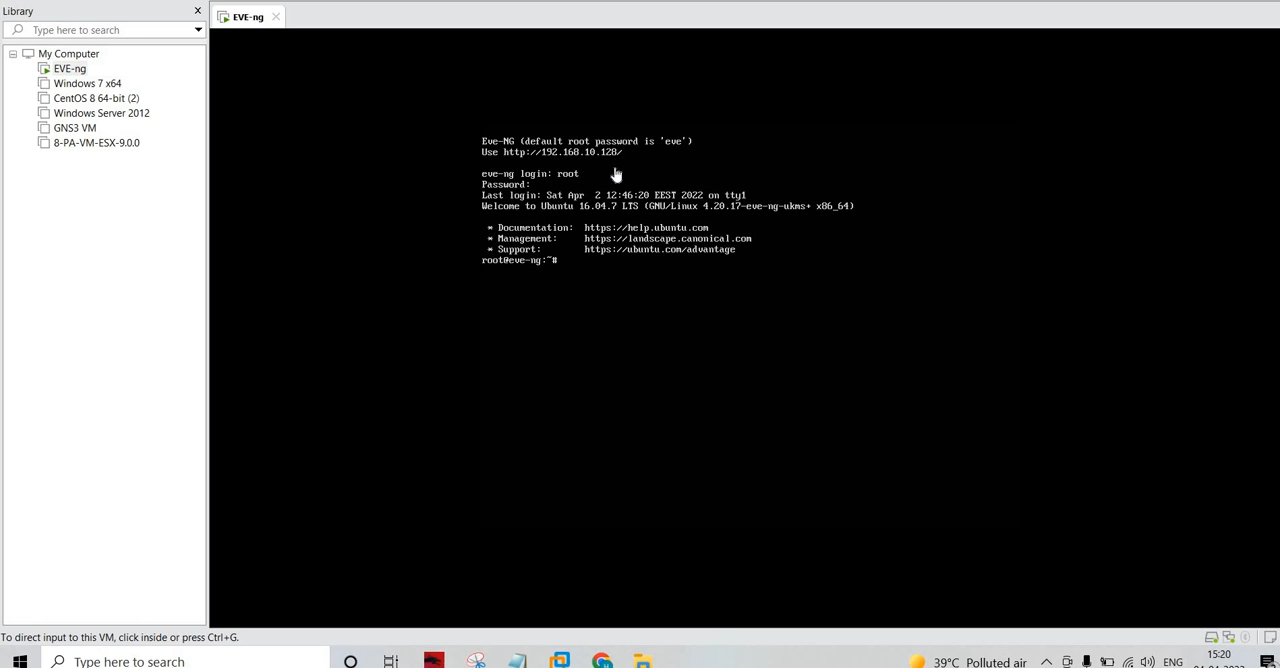 Library
Type here to search
My Computer
EVE-ng
Windows 7 x64
CentOS 8 64-bit (2)
Windows Server 2012
GNS3 VM
8-PA-VM-ESX-9.0.0
EVE-ng
Eve-NG (default root password is 'eve')
Use http://192.168.10.128/
eve-ng login: root
Password:
Last login: Sat Apr  2 12:46:20 EEST 2022 on tty1
Welcome to Ubuntu 16.04.7 LTS (GNU/Linux 4.20.17-eve-ng-ukms+ x86_64)
* Documentation:  https://help.ubuntu.com
* Management:     https://landscape.canonical.com
* Support:        https://ubuntu.com/advantage
root@eve-ng:~#
To direct input to this VM, click inside or press Ctrl+G.
Type here to search
39°C Polluted air
ENG
15:20